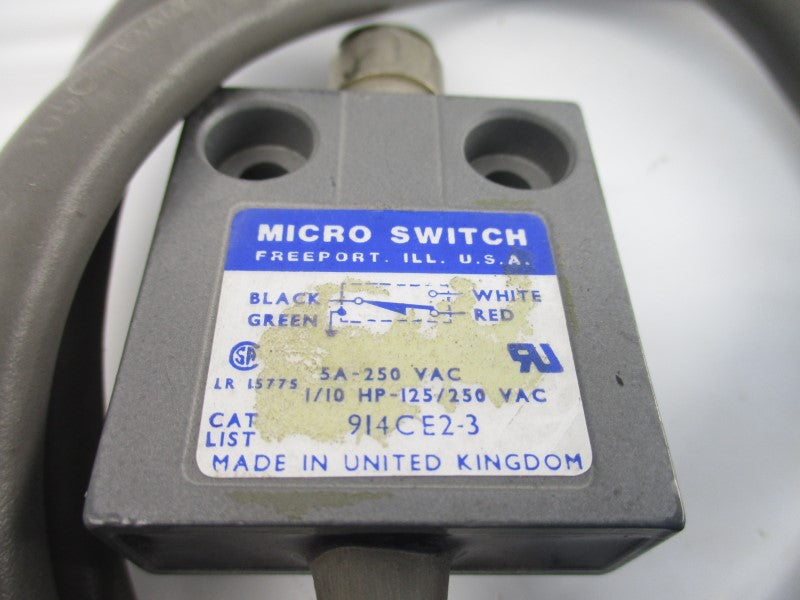 MICRO SWITCH
FREEPORT. ILL. U.S.A.
BLACK WHITE
GREEN RED
LR 15775 5A-250 VAC
1/10 HP-125/250 VAC
CAT LIST 914CE2-3
MADE IN UNITED KINGDOM